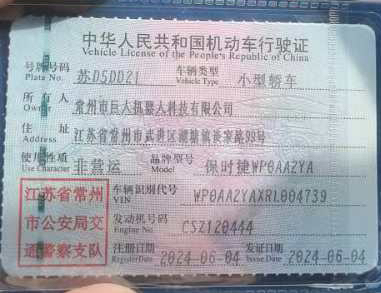 中华人民共和国机动车行驶证
Vehicle License of the People's Republic of China
号牌号码 苏D5DD21 车辆类型 小型轿车
Plate No. Vehicle Type
所有人 常州市巨人机器人科技有限公司
Owner
住址 江苏省常州市武进区湖塘镇
Address
使用性质 非营运 品牌型号 保时捷WP0AA2YA
Use Character Model
江苏省常州 车辆识别代号 WP0AA2YAXRL004739
VIN
市公安局交 发动机号码 CSZ120444
Engine No.
通警察支队 注册日期 2024-06-04 发证日期 2024-06-04
Register Date Issue Date